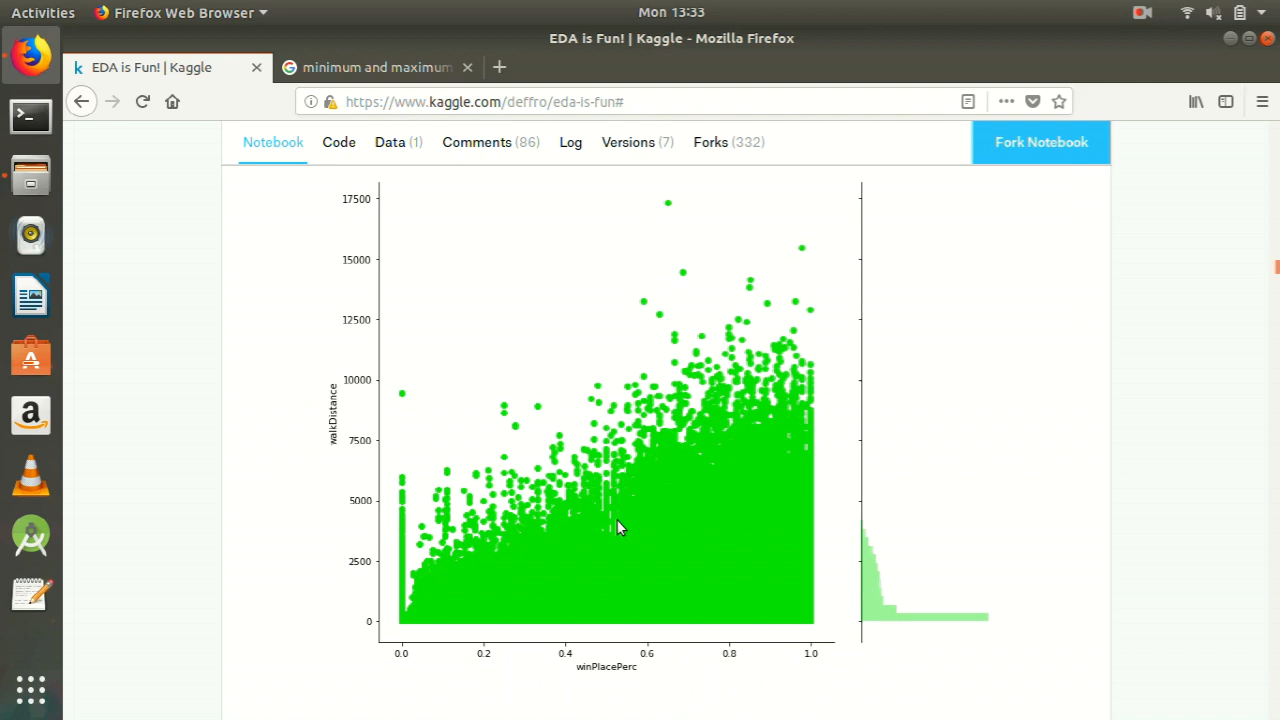 Activities
Firefox Web Browser
Mon 13:33
EDA is Fun! | Kaggle - Mozilla Firefox
EDA is Fun! | Kaggle
minimum and maximum
https://www.kaggle.com/deffro/eda-is-fun#
Notebook
Code
Data (1)
Comments (86)
Log
Versions (7)
Forks (332)
Fork Notebook
17500
15000
12500
10000
7500
5000
2500
0
walkDistance
0.0
0.2
0.4
0.6
0.8
1.0
winPlacePerc